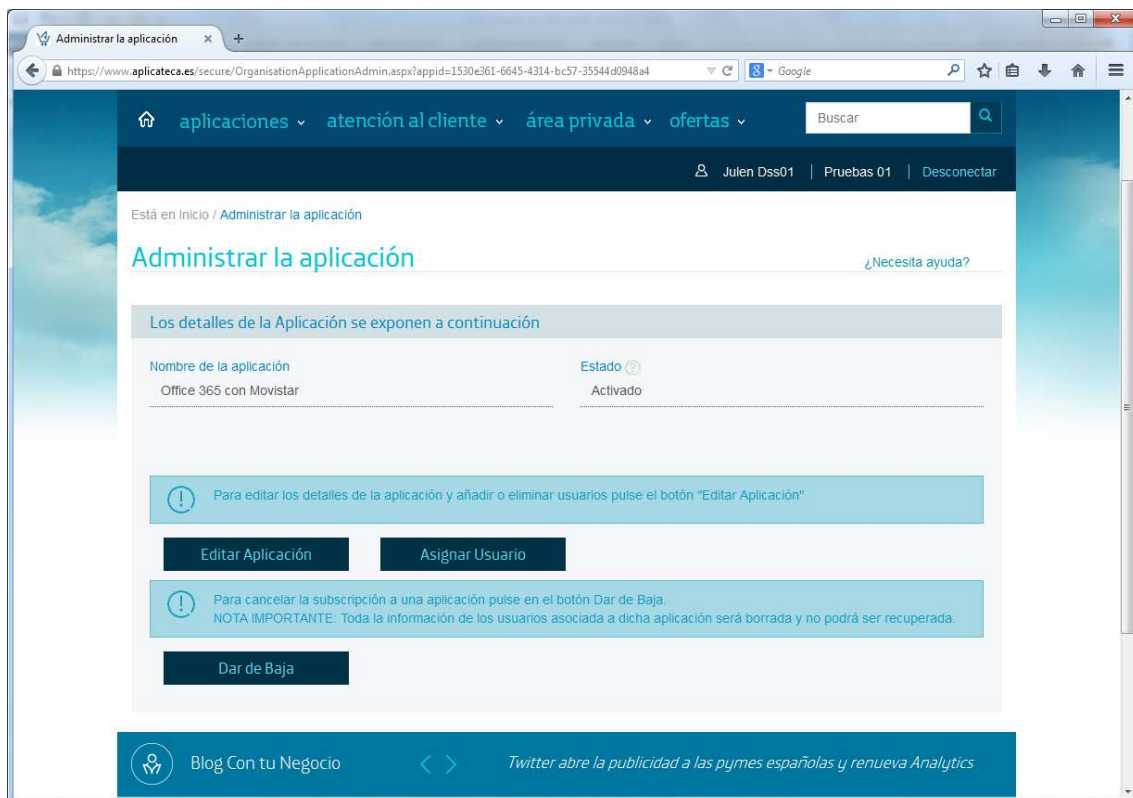 Administrar la aplicación
https://www.aplicateca.es/secure/OrganisationApplicationAdmin.aspx?appid=1530e361-6645-4314-bc57-35544d0948a4
Google
aplicaciones atención al cliente área privada ofertas Buscar
Julen Dss01 | Pruebas 01 | Desconectar
Está en Inicio / Administrar la aplicación
Administrar la aplicación
¿Necesita ayuda?
Los detalles de la Aplicación se exponen a continuación
Nombre de la aplicación Estado ?
Office 365 con Movistar Activado
Para editar los detalles de la aplicación y añadir o eliminar usuarios pulse el botón "Editar Aplicación"
Editar Aplicación Asignar Usuario
Para cancelar la subscripción a una aplicación pulse en el botón Dar de Baja.
NOTA IMPORTANTE: Toda la información de los usuarios asociada a dicha aplicación será borrada y no podrá ser recuperada.
Dar de Baja
Blog Con tu Negocio < > Twitter abre la publicidad a las pymes españolas y renueva Analytics